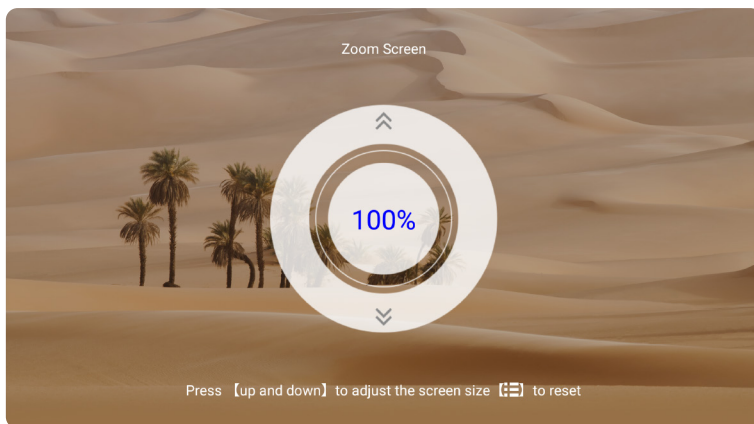 Zoom Screen
100%
Press 【up and down】 to adjust the screen size 【】 to reset